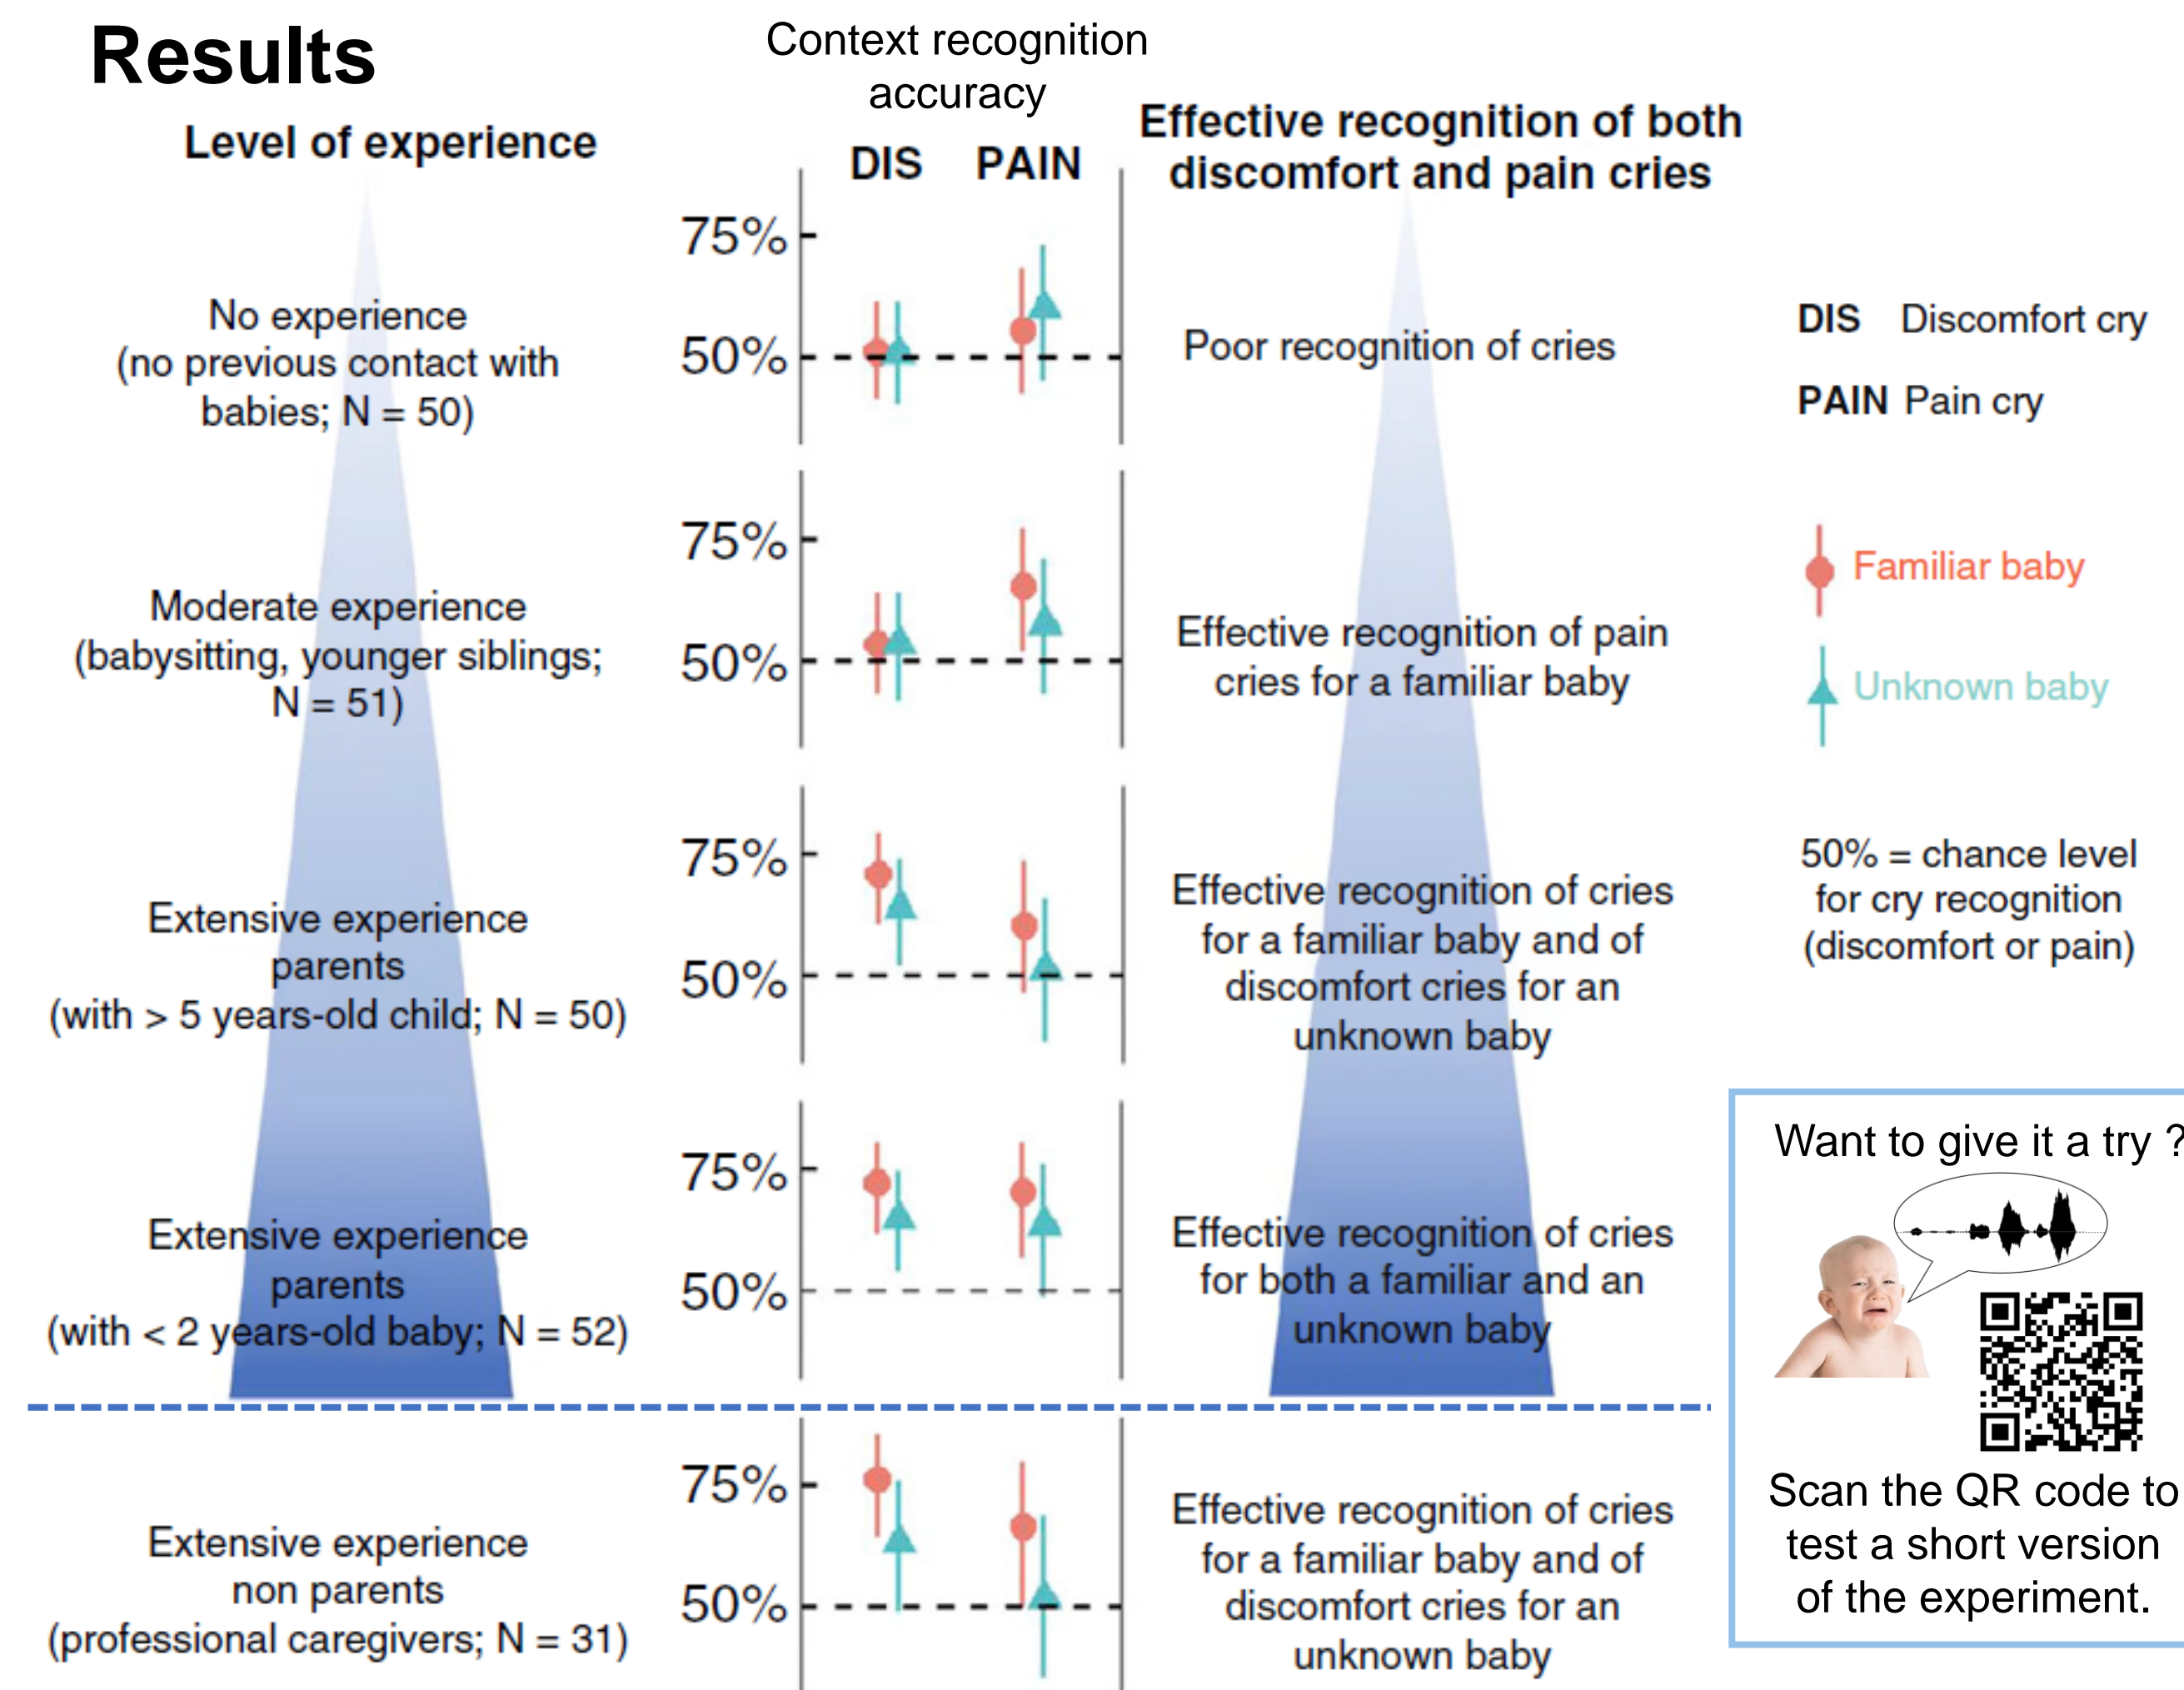 Results
Context recognition
accuracy
Level of experience
DIS PAIN
Effective recognition of both
discomfort and pain cries
75%
50%
No experience
(no previous contact with
babies; N = 50)
Poor recognition of cries
DIS Discomfort cry
PAIN Pain cry
75%
50%
Moderate experience
(babysitting, younger siblings;
N = 51)
Effective recognition of pain
cries for a familiar baby
Familiar baby
Unknown baby
75%
50%
Extensive experience
parents
(with > 5 years-old child; N = 50)
Effective recognition of cries
for a familiar baby and of
discomfort cries for an
unknown baby
50% = chance level
for cry recognition
(discomfort or pain)
75%
50%
Extensive experience
parents
(with < 2 years-old baby; N = 52)
Effective recognition of cries
for both a familiar and an
unknown baby
75%
50%
Extensive experience
non parents
(professional caregivers; N = 31)
Effective recognition of cries
for a familiar baby and of
discomfort cries for an
unknown baby
Want to give it a try ?
Scan the QR code to
test a short version
of the experiment.